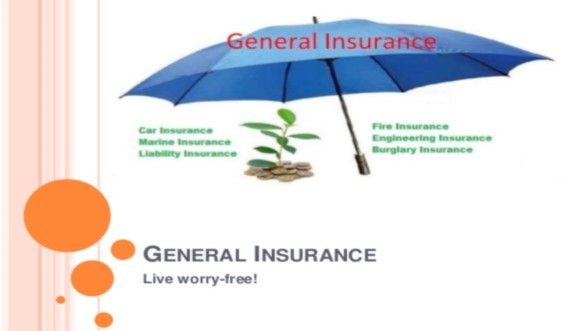 General Insurance
Car Insurance
Marine Insurance
Liability Insurance
Fire Insurance
Engineering Insurance
Burglary Insurance
GENERAL INSURANCE
Live worry-free!